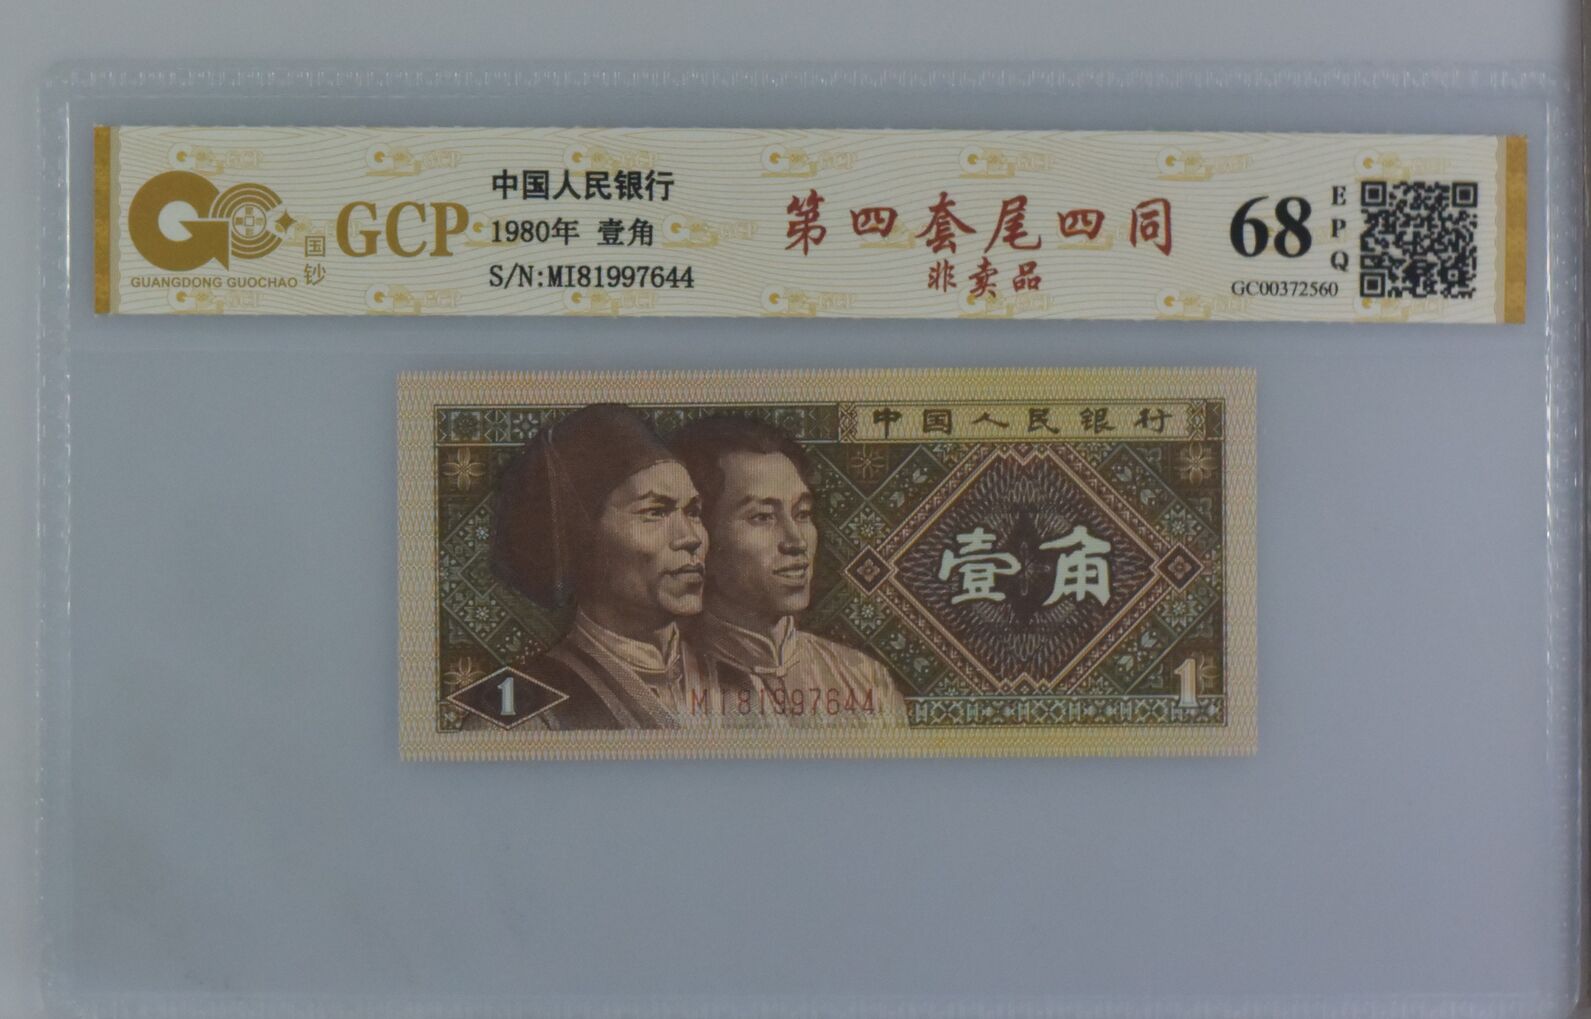 中国人民银行
1980年 壹角
S/N:MI81997644
GCP
国钞
GUANGDONG GUOCHAO
第四套尾四同
非卖品
68
EPQ
GC00372560
中国人民银行
壹角
1
1
MI81997644